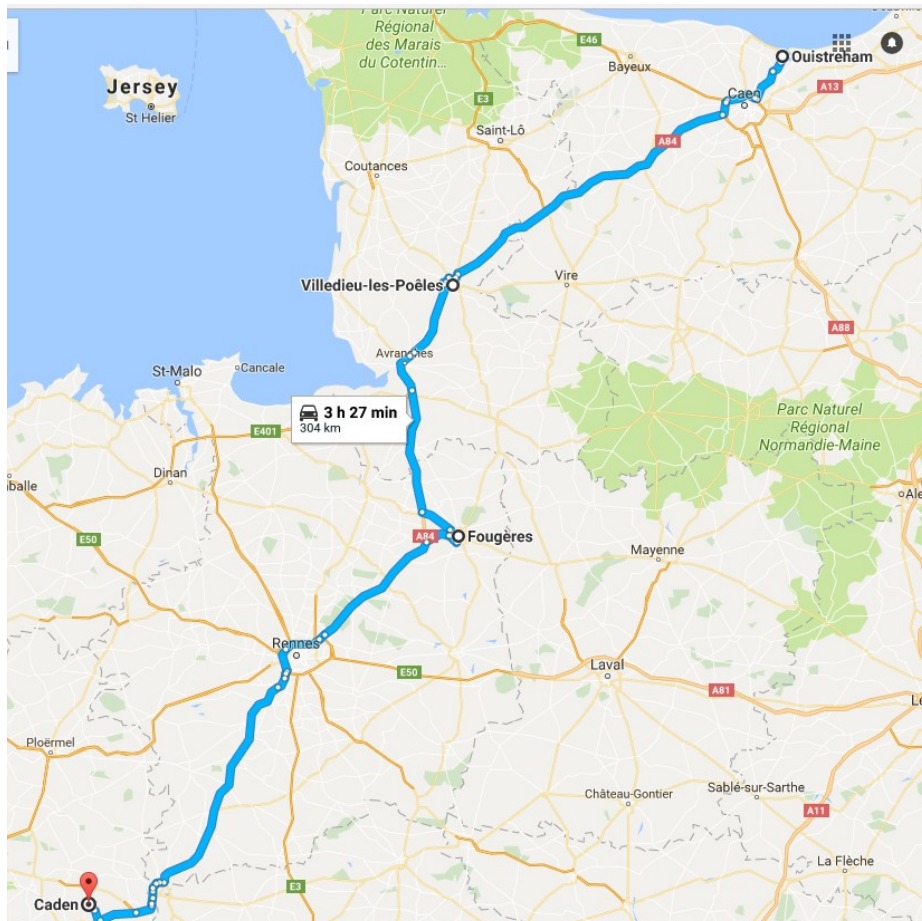 Parc Naturel
Régional
des Marais
du Cotentin...
E46
Bayeux
Ouistreham
Jersey
St Helier
E3
Caen
A13
Saint-Lô
A84
Coutances
Villedieu-les-Poêles
Vire
A88
Avranches
St-Malo
Cancale
3 h 27 min
304 km
E401
Parc Naturel
Régional
Normandie-Maine
Dinan
E50
A84
Fougères
Mayenne
Rennes
E50
Laval
A81
Ploërmel
Château-Gontier
Sablé-sur-Sarthe
A11
La Flèche
Caden
E3